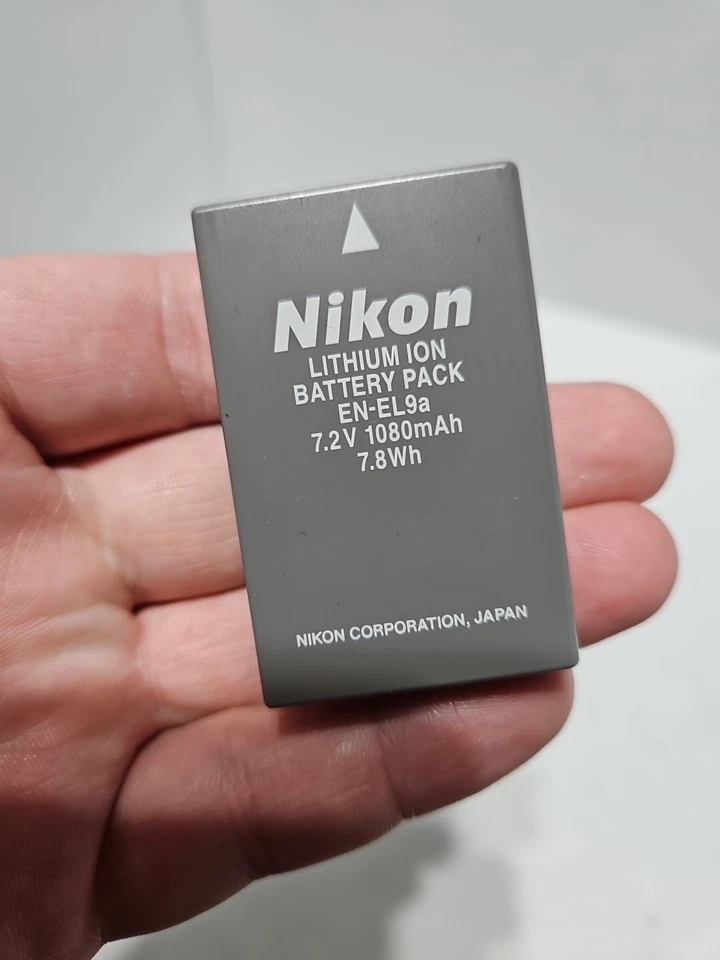 Nikon
LITHIUM ION
BATTERY PACK
EN-EL9a
7.2V 1080mAh
7.8Wh
NIKON CORPORATION, JAPAN